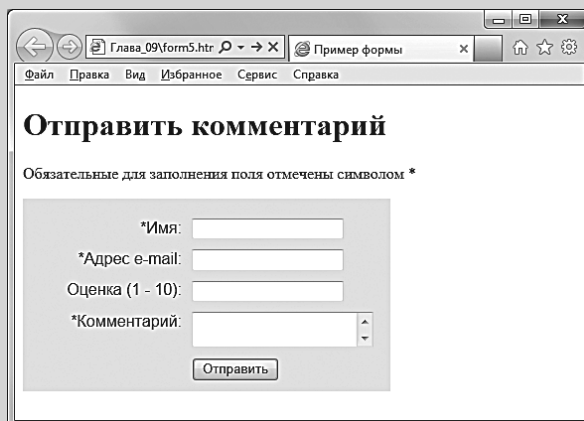 Глава_09\form5.htr
Пример формы
Файл Правка Вид Избранное Сервис Справка
Отправить комментарий
Обязательные для заполнения поля отмечены символом *
*Имя:
*Адрес e-mail:
Оценка (1 - 10):
*Комментарий:
Отправить